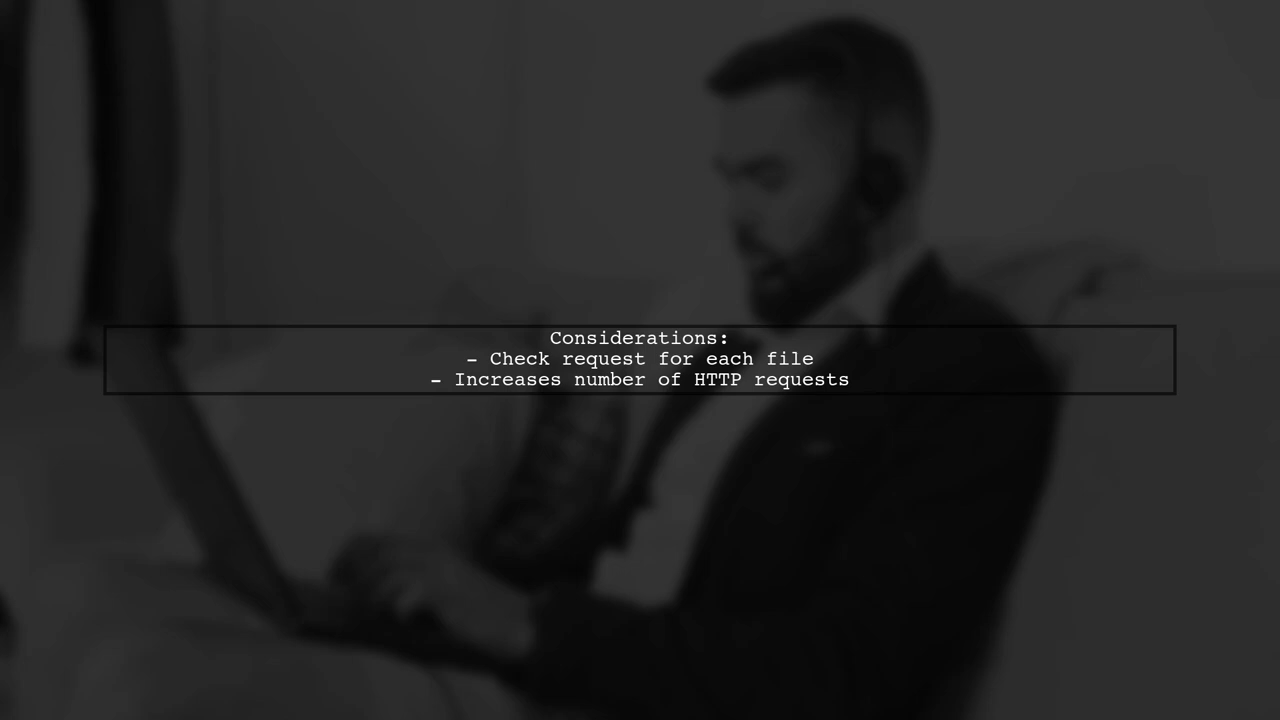 Considerations:
- Check request for each file
- Increases number of HTTP requests